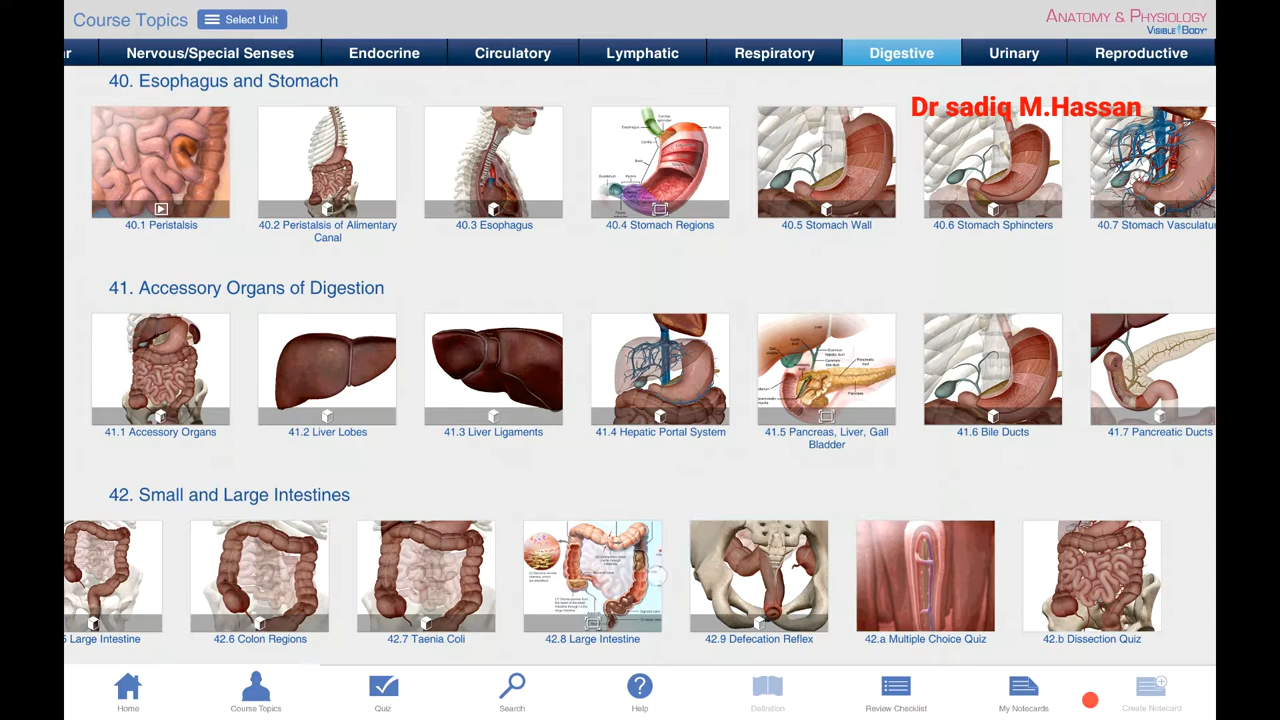 Course Topics
Select Unit
ANATOMY & PHYSIOLOGY
VISIBLE BODY
Nervous/Special Senses
Endocrine
Circulatory
Lymphatic
Respiratory
Digestive
Urinary
Reproductive
40. Esophagus and Stomach
Dr sadiq M.Hassan
40.1 Peristalsis
40.2 Peristalsis of Alimentary
Canal
40.3 Esophagus
40.4 Stomach Regions
40.5 Stomach Wall
40.6 Stomach Sphincters
40.7 Stomach Vasculatu
41. Accessory Organs of Digestion
41.1 Accessory Organs
41.2 Liver Lobes
41.3 Liver Ligaments
41.4 Hepatic Portal System
41.5 Pancreas, Liver, Gall
Bladder
41.6 Bile Ducts
41.7 Pancreatic Ducts
42. Small and Large Intestines
Large Intestine
42.6 Colon Regions
42.7 Taenia Coli
42.8 Large Intestine
42.9 Defecation Reflex
42.a Multiple Choice Quiz
42.b Dissection Quiz
Home
Course Topics
Quiz
Search
Help
Definition
Review Checklist
My Notecards
Create Notecard